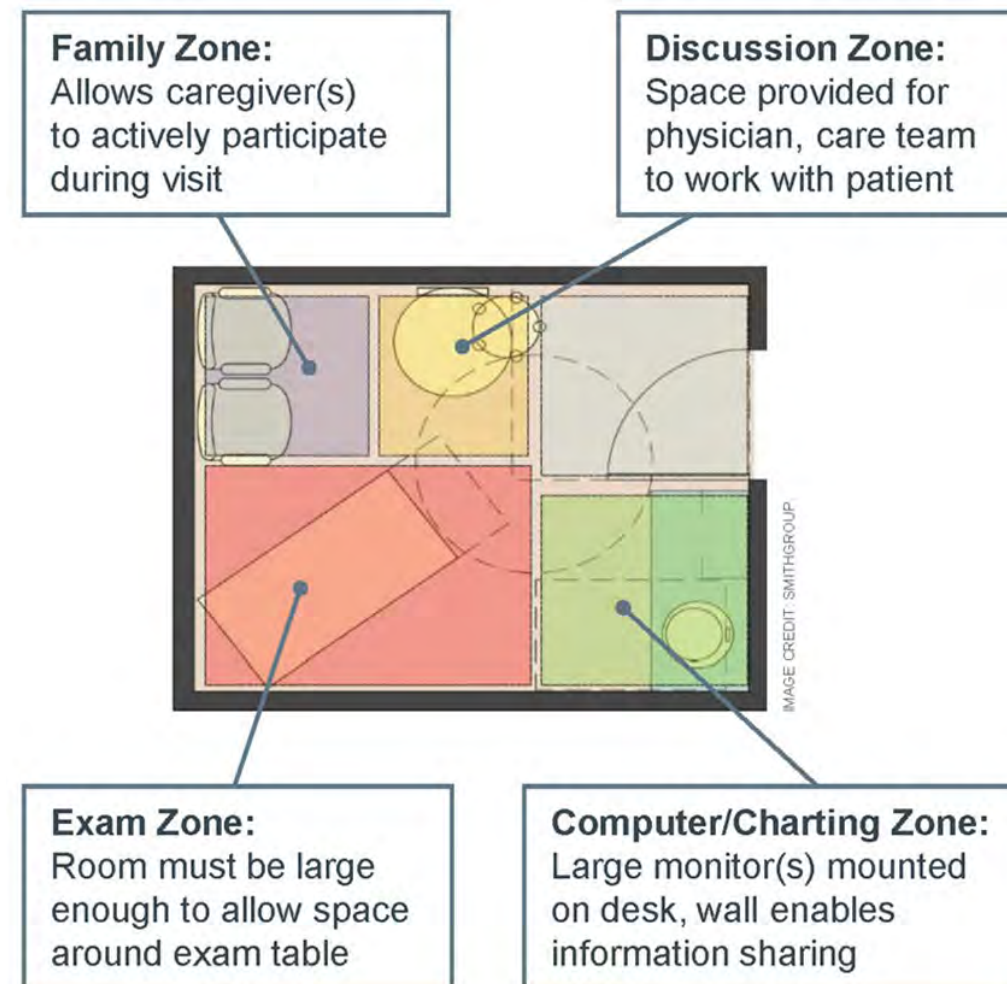 Family Zone:
Allows caregiver(s)
to actively participate
during visit
Discussion Zone:
Space provided for
physician, care team
to work with patient
IMAGE CREDIT: SMITHGROUP
Exam Zone:
Room must be large
enough to allow space
around exam table
Computer/Charting Zone:
Large monitor(s) mounted
on desk, wall enables
information sharing